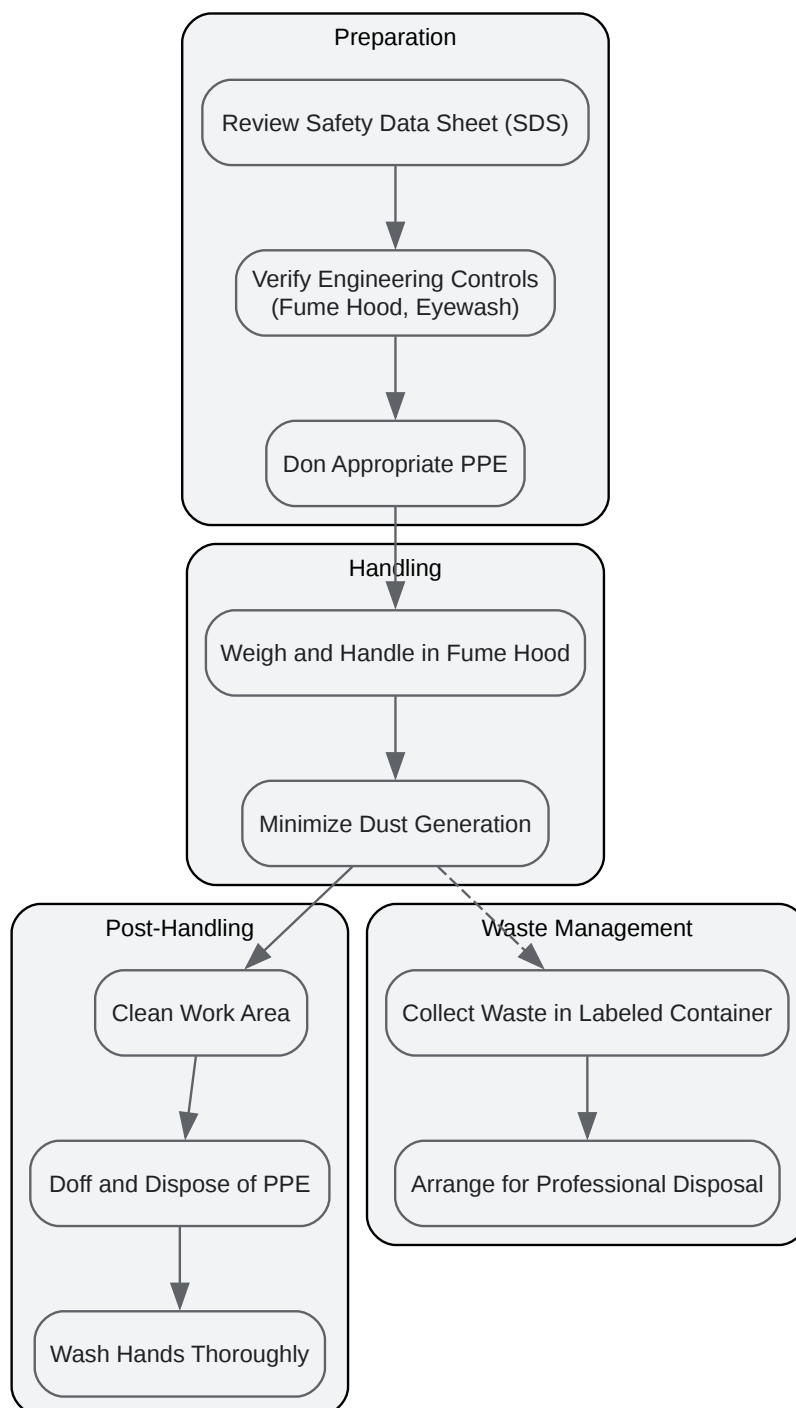 Preparation
Review Safety Data Sheet (SDS)
Verify Engineering Controls
(Fume Hood, Eyewash)
Don Appropriate PPE
Handling
Weigh and Handle in Fume Hood
Minimize Dust Generation
Post-Handling
Clean Work Area
Doff and Dispose of PPE
Wash Hands Thoroughly
Waste Management
Collect Waste in Labeled Container
Arrange for Professional Disposal